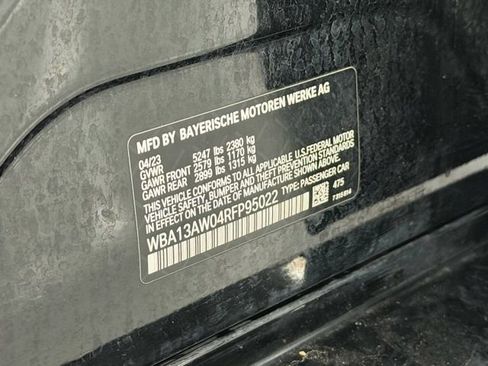 MFD BY BAYERISCHE MOTOREN WERKE AG
04/23
GVWR 5247 lbs 2380 kg
GAWR FRONT 2579 lbs 1170 kg
GAWR REAR 2899 lbs 1315 kg
THIS VEHICLE CONFORMS TO ALL APPLICABLE U.S. FEDERAL MOTOR
VEHICLE SAFETY, BUMPER AND THEFT PREVENTION STANDARDS IN
EFFECT ON THE DATE OF MANUFACTURE SHOWN ABOVE.
WBA13AW04RFP95022 TYPE: PASSENGER CAR
475